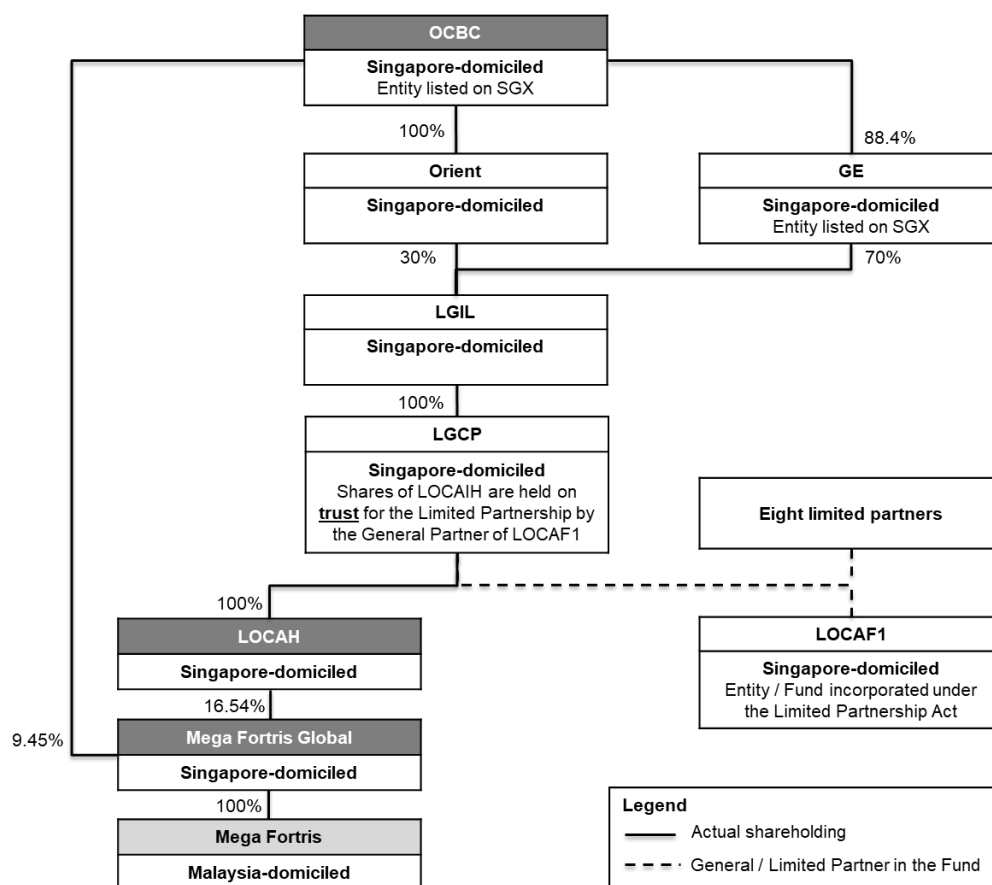 OCBC
Singapore-domiciled
Entity listed on SGX
100%
88.4%
Orient
Singapore-domiciled
GE
Singapore-domiciled
Entity listed on SGX
30%
70%
LGIL
Singapore-domiciled
100%
LGCP
Singapore-domiciled
Shares of LOCAIH are held on
trust for the Limited Partnership by
the General Partner of LOCAF1
Eight limited partners
100%
LOCAH
Singapore-domiciled
LOCAF1
Singapore-domiciled
Entity / Fund incorporated under
the Limited Partnership Act
16.54%
9.45%
Mega Fortris Global
Singapore-domiciled
100%
Mega Fortris
Malaysia-domiciled
Legend
Actual shareholding
General / Limited Partner in the Fund